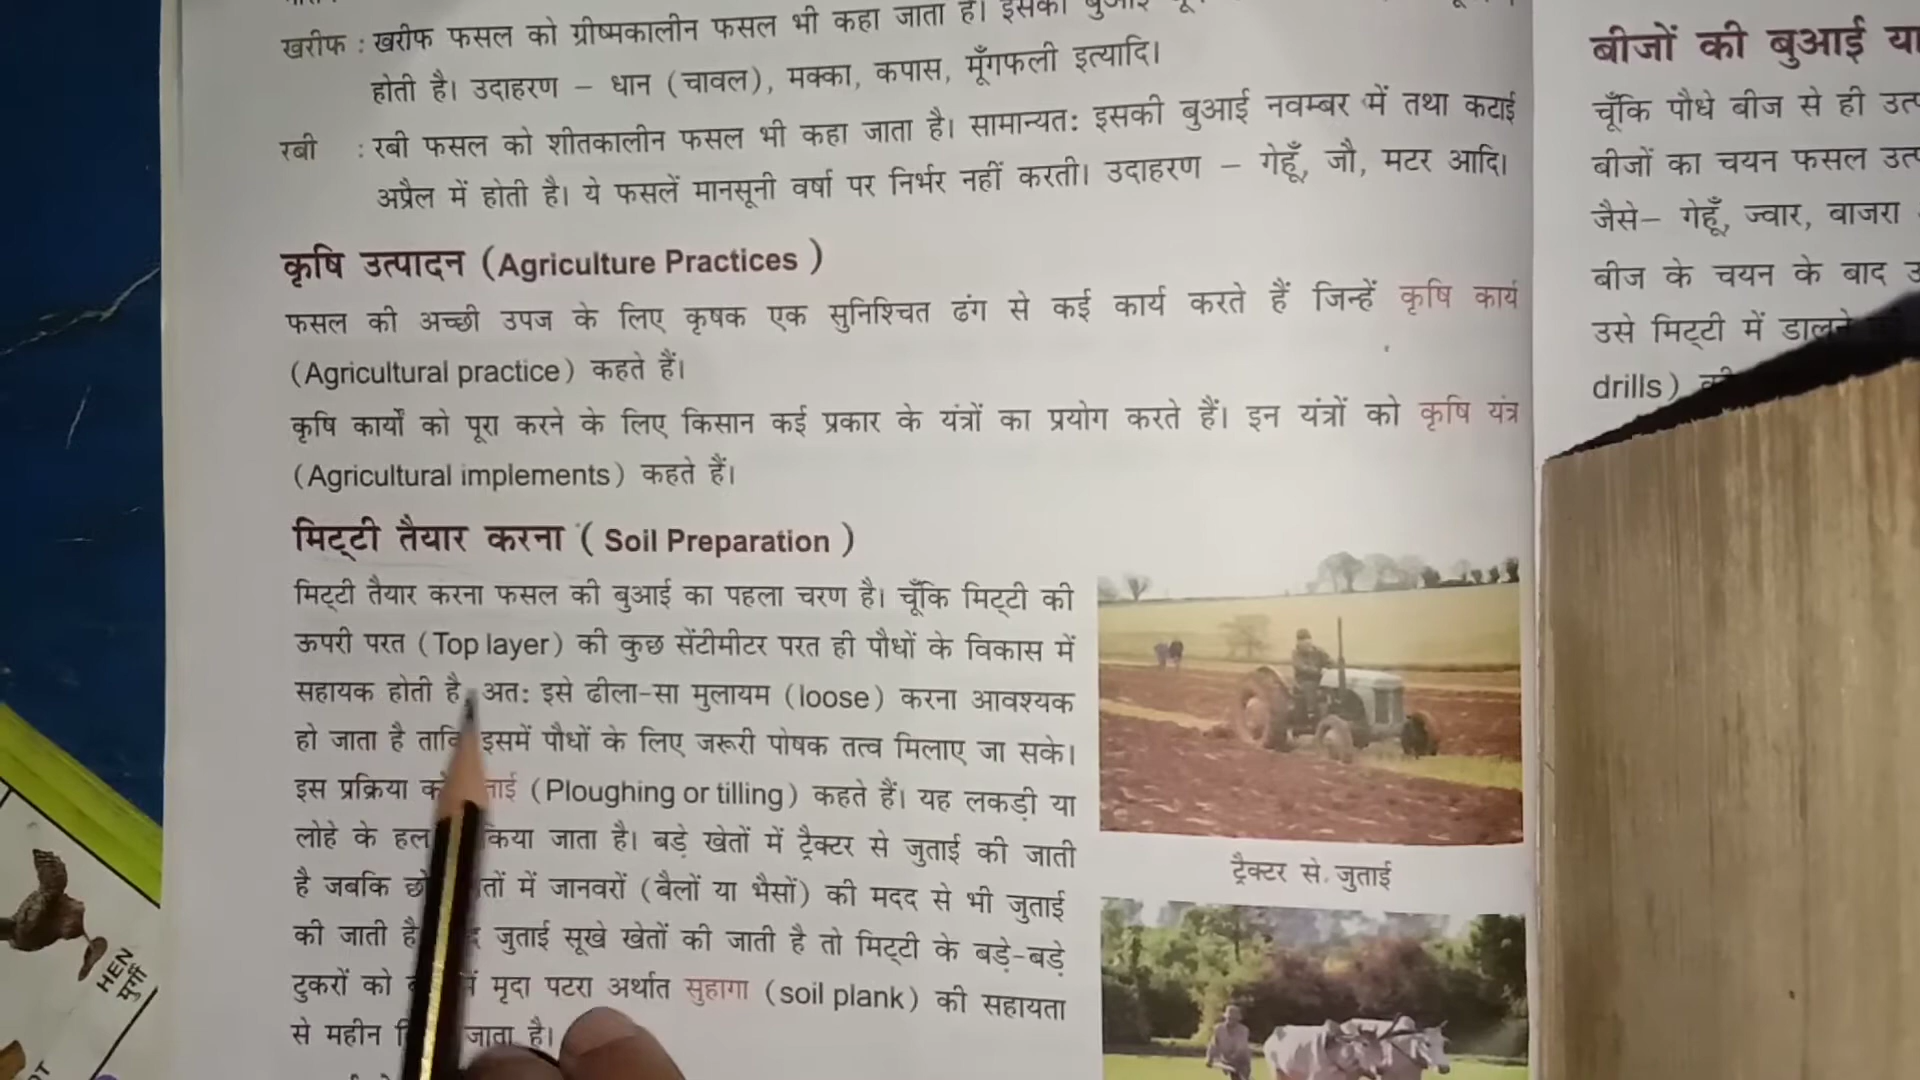 खरीफ : खरीफ फसल को ग्रीष्मकालीन फसल भी कहा जाता है। इसकी
होती है। उदाहरण – धान (चावल), मक्का, कपास, मूँगफली इत्यादि।
रबी : रबी फसल को शीतकालीन फसल भी कहा जाता है। सामान्यत: इसकी बुआई नवम्बर में तथा कटाई
अप्रैल में होती है। ये फसलें मानसूनी वर्षा पर निर्भर नहीं करती। उदाहरण – गेहूँ, जौ, मटर आदि।
कृषि उत्पादन (Agriculture Practices )
फसल की अच्छी उपज के लिए कृषक एक सुनिश्चित ढंग से कई कार्य करते हैं जिन्हें कृषि कार्य
(Agricultural practice) कहते हैं।
कृषि कार्यों को पूरा करने के लिए किसान कई प्रकार के यंत्रों का प्रयोग करते हैं। इन यंत्रों को कृषि यंत्र
(Agricultural implements) कहते हैं।
मिट्टी तैयार करना ( Soil Preparation )
मिट्टी तैयार करना फसल की बुआई का पहला चरण है। चूँकि मिट्टी की
ऊपरी परत (Top layer) की कुछ सेंटीमीटर परत ही पौधों के विकास में
सहायक होती है, अत: इसे ढीला-सा मुलायम (loose) करना आवश्यक
हो जाता है इसमें पौधों के लिए जरूरी पोषक तत्व मिलाए जा सके।
इस प्रक्रिया (Ploughing or tilling) कहते हैं। यह लकड़ी या
लोहे के हल किया जाता है। बड़े खेतों में ट्रैक्टर से जुताई की जाती
है जबकि में जानवरों (बैलों या भैसों) की मदद से भी जुताई
की जाती है जुताई सूखे खेतों की जाती है तो मिट्टी के बड़े-बड़े
टुकरों को मृदा पटरा अर्थात सुहागा (soil plank) की सहायता
से महीन जाता है।
ट्रैक्टर से जुताई
बीजों की बुआई
चूँकि पौधे बीज से ही
बीजों का चयन फसल
जैसे– गेहूँ, ज्वार, बाजरा
बीज के चयन के बाद
उसे मिट्टी में
drills)
HEN
मुर्गी